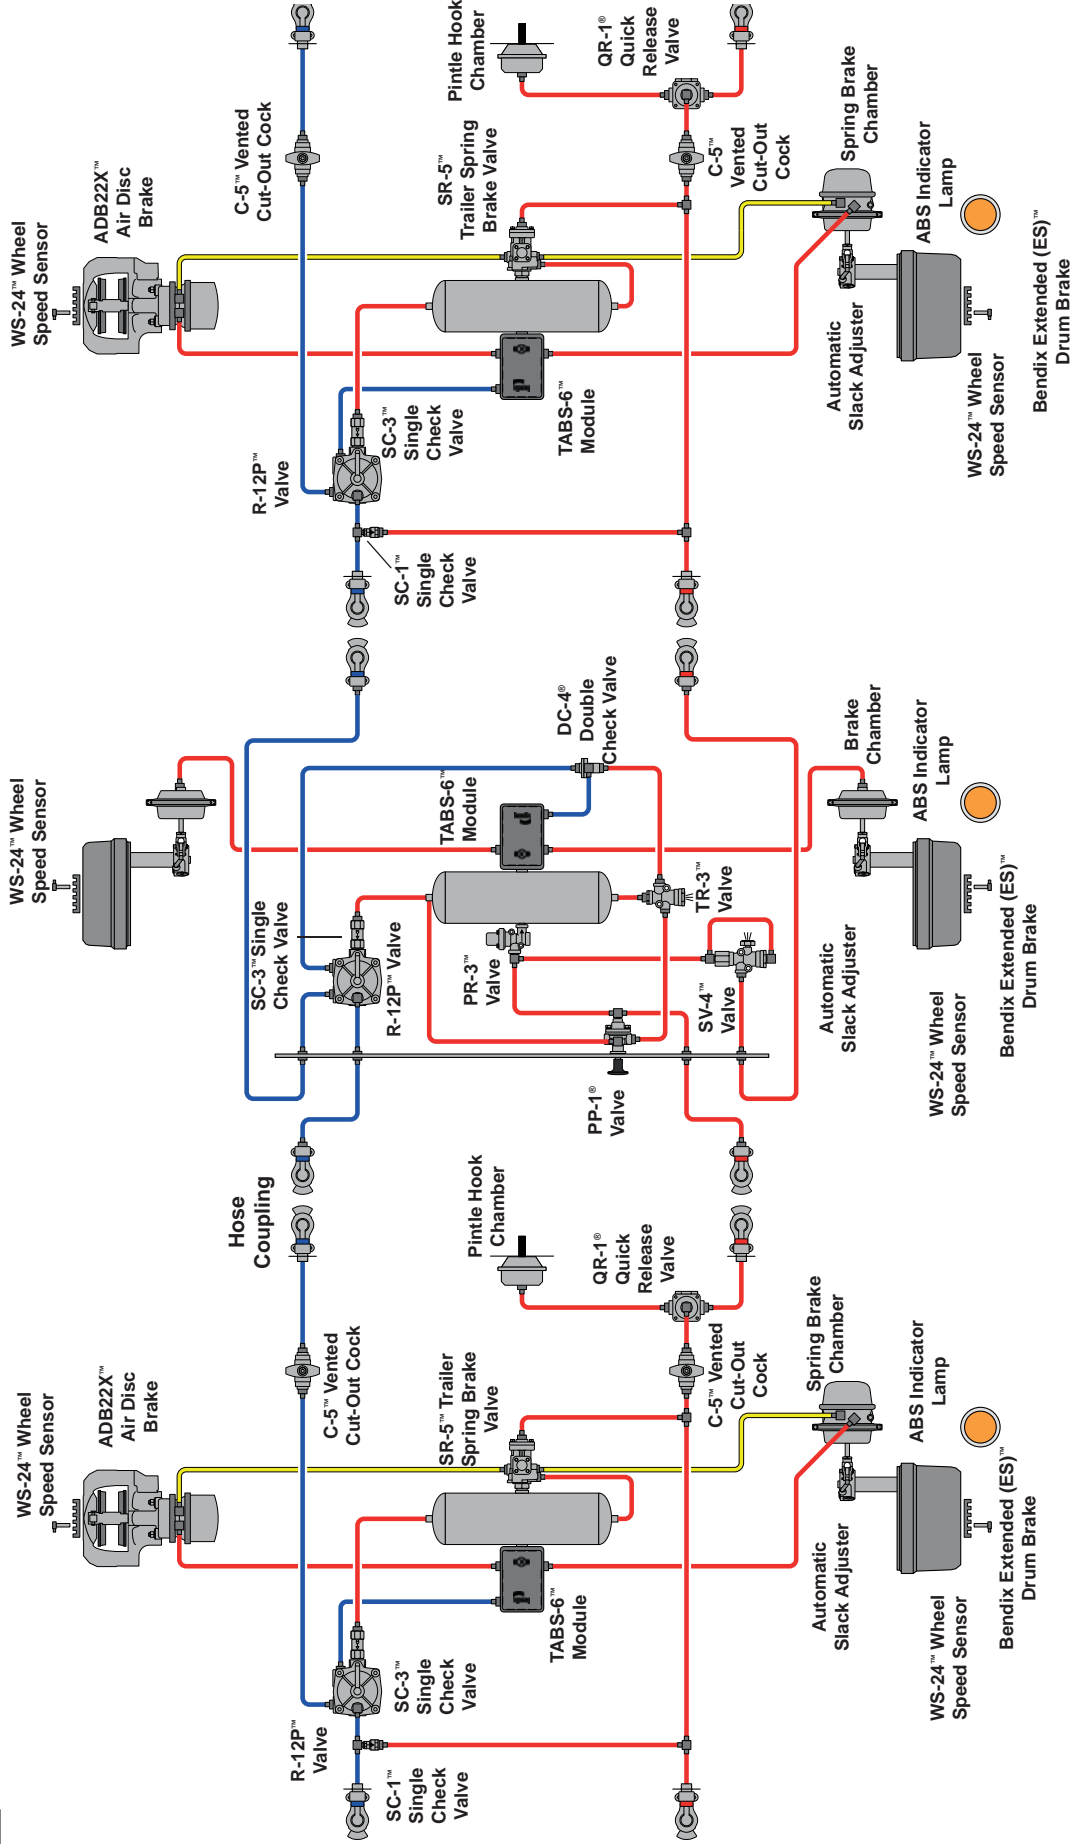 WS-24™ Wheel
Speed Sensor
ADB22X™
Air Disc
Brake
WS-24™ Wheel
Speed Sensor
WS-24™ Wheel
Speed Sensor
ADB22X™
Air Disc
Brake
Hose
Coupling
C-5™ Vented
Cut-Out Cock
C-5™ Vented
Cut-Out Cock
R-12P™
Valve
SC-3™ Single
Check Valve
R-12P™
Valve
SC-1™
Single
Check
Valve
SC-3™
Single
Check
Valve
R-12P™ Valve
SC-1™
Single
Check
Valve
SC-3™
Single
Check
Valve
SR-5™ Trailer
Spring Brake
Valve
Pintle Hook
Chamber
PR-3™
Valve
TABS-6™
Module
SR-5™
Trailer Spring
Brake Valve
Pintle Hook
Chamber
TABS-6™
Module
QR-1®
Quick
Release
Valve
PP-1®
Valve
DC-4®
Double
Check Valve
TABS-6™
Module
QR-1®
Quick
Release
Valve
C-5™ Vented
Cut-Out
Cock
SV-4™
Valve
TR-3™
Valve
C-5™
Vented
Cut-Out
Cock
Automatic
Slack Adjuster
Spring Brake
Chamber
Automatic
Slack Adjuster
Brake
Chamber
Automatic
Slack Adjuster
Spring Brake
Chamber
WS-24™ Wheel
Speed Sensor
ABS Indicator
Lamp
WS-24™ Wheel
Speed Sensor
ABS Indicator
Lamp
WS-24™ Wheel
Speed Sensor
ABS Indicator
Lamp
Bendix Extended (ES)™
Drum Brake
Bendix Extended (ES)™
Drum Brake
Bendix Extended (ES)™
Drum Brake